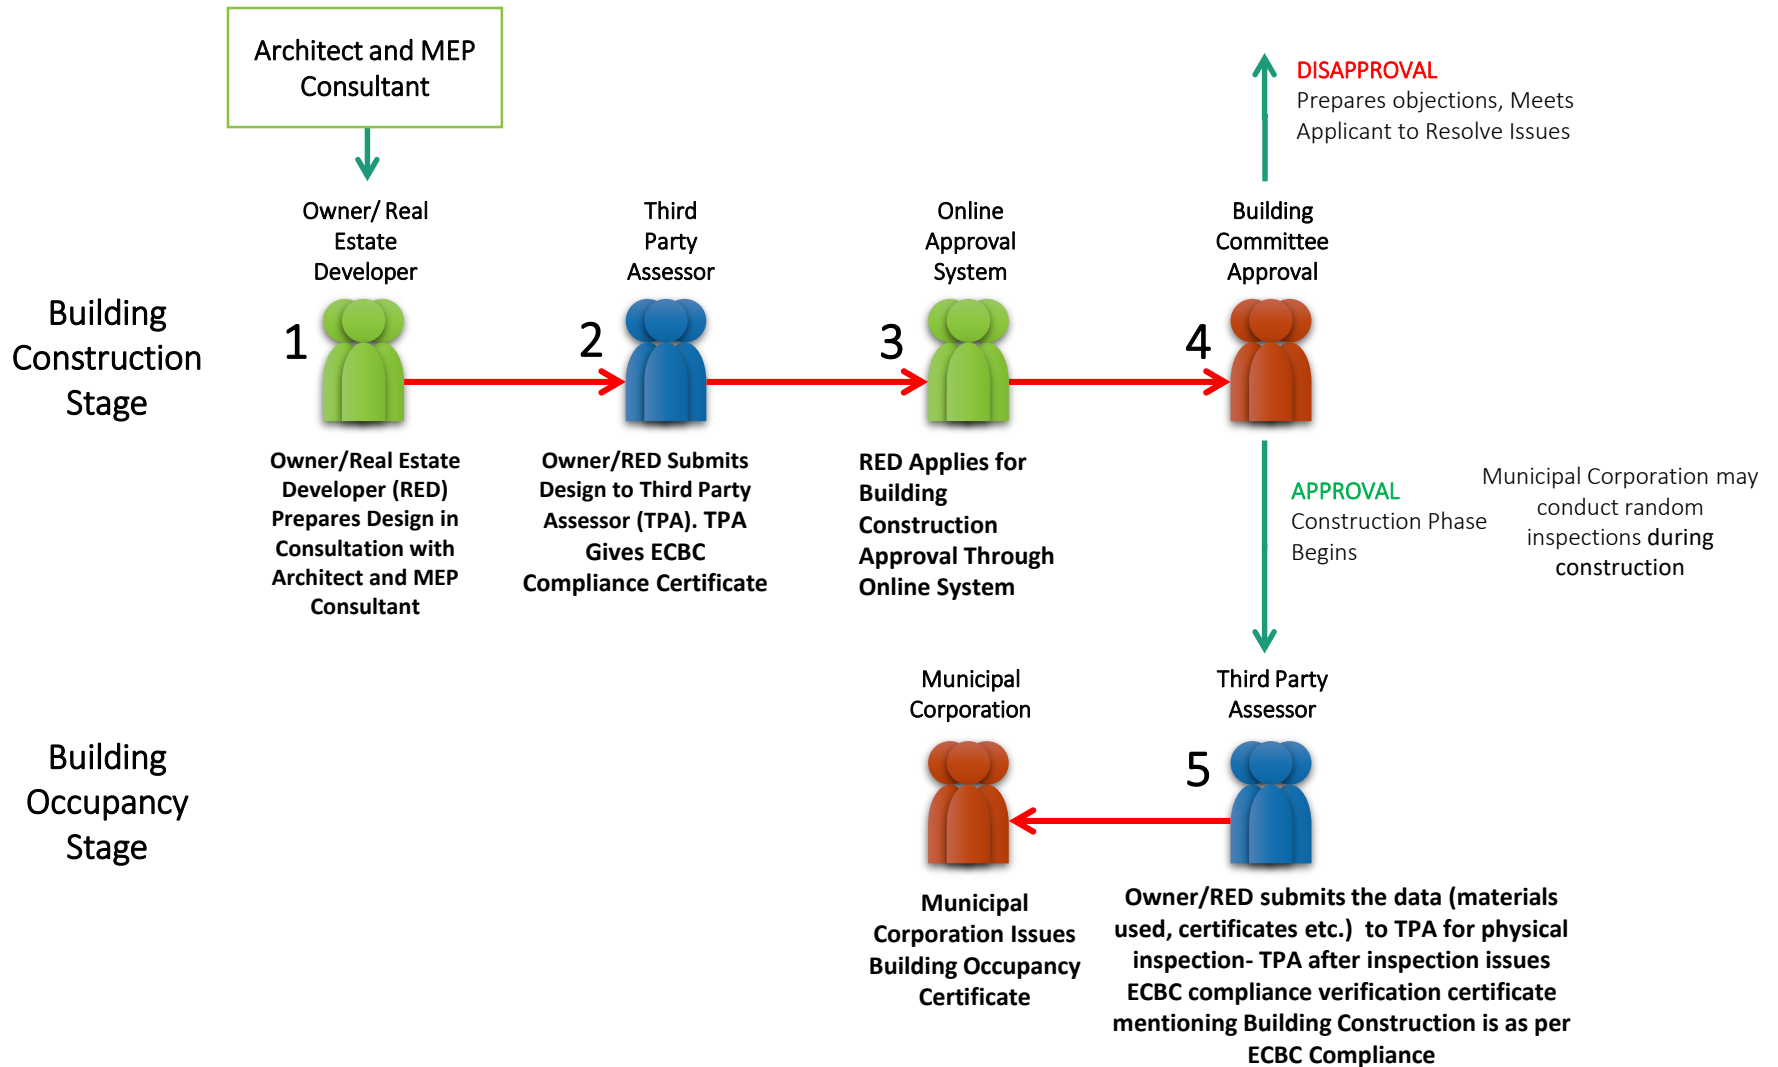 Architect and MEP
Consultant
DISAPPROVAL
Prepares objections, Meets
Applicant to Resolve Issues
Owner/ Real
Estate
Developer
Third
Party
Assessor
Online
Approval
System
Building
Committee
Approval
Building
Construction
Stage
1
2
3
4
Owner/Real Estate
Developer (RED)
Prepares Design in
Consultation with
Architect and MEP
Consultant
Owner/RED Submits
Design to Third Party
Assessor (TPA). TPA
Gives ECBC
Compliance Certificate
RED Applies for
Building
Construction
Approval Through
Online System
APPROVAL
Construction Phase
Begins
Municipal Corporation may
conduct random
inspections during
construction
Municipal
Corporation
Third Party
Assessor
Building
Occupancy
Stage
5
Municipal
Corporation Issues
Building Occupancy
Certificate
Owner/RED submits the data (materials
used, certificates etc.)  to TPA for physical
inspection- TPA after inspection issues
ECBC compliance verification certificate
mentioning Building Construction is as per
ECBC Compliance